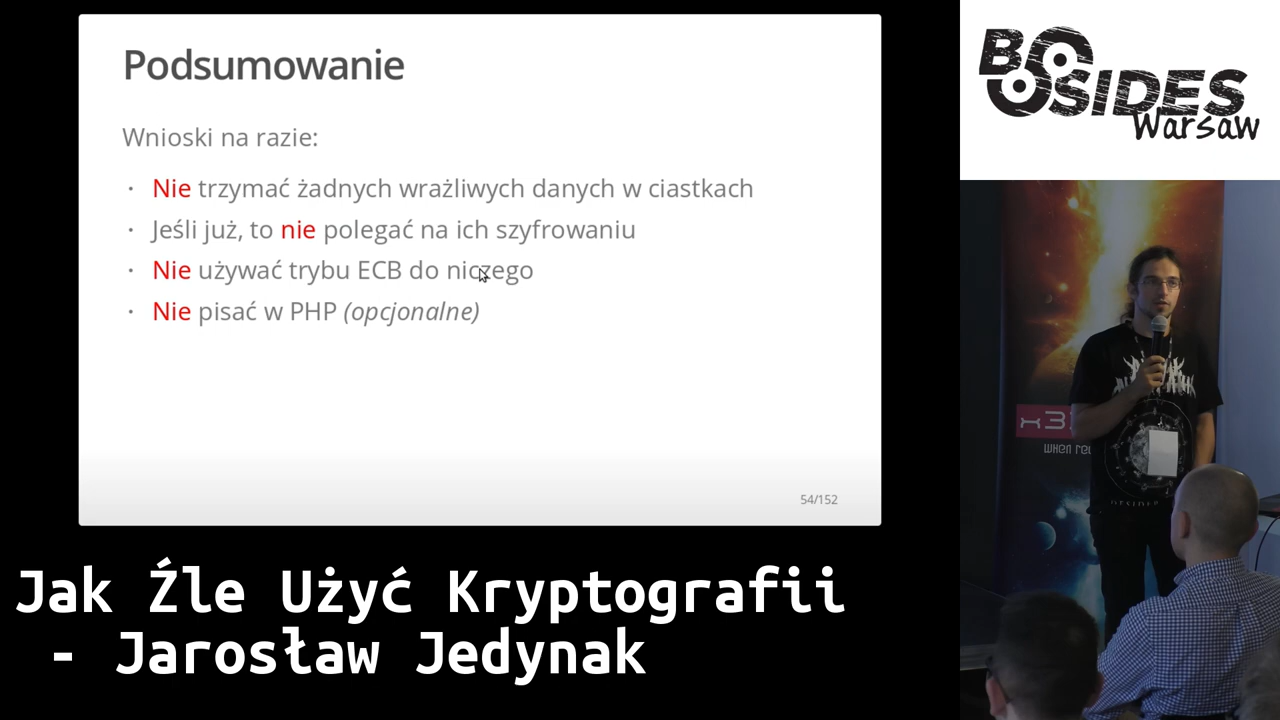 Podsumowanie
Wnioski na razie:
· Nie trzymać żadnych wrażliwych danych w ciastkach
· Jeśli już, to nie polegać na ich szyfrowaniu
· Nie używać trybu ECB do niczego
· Nie pisać w PHP (opcjonalne)
54/152
Jak Źle Użyć Kryptografii
- Jarosław Jedynak
BSIDES
Warsaw